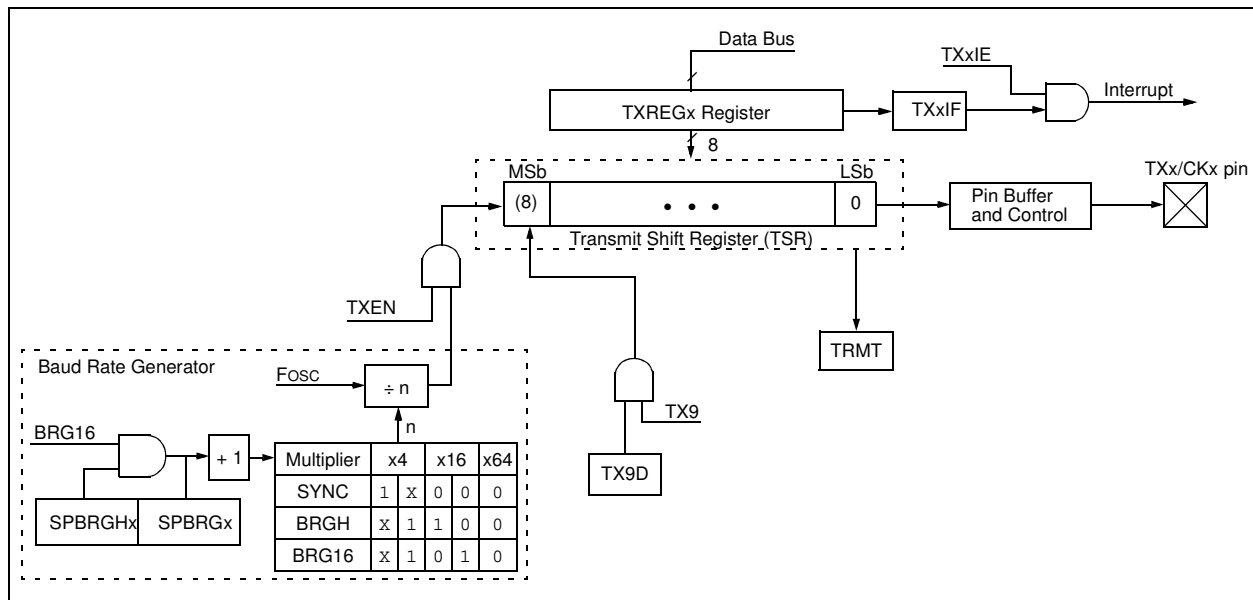 Data Bus
TXxIE
Interrupt
TXREGx Register
TXxIF
8
MSb
LSb
TXx/CKx pin
(8)
• • •
0
Pin Buffer
and Control
Transmit Shift Register (TSR)
TXEN
TRMT
Baud Rate Generator
FOSC
÷ n
TX9
BRG16
n
+ 1
Multiplier x4 x16 x64
TX9D
SYNC 1 X 0 0 0
SPBRGHx SPBRGx
BRGH X 1 1 0 0
BRG16 X 1 0 1 0